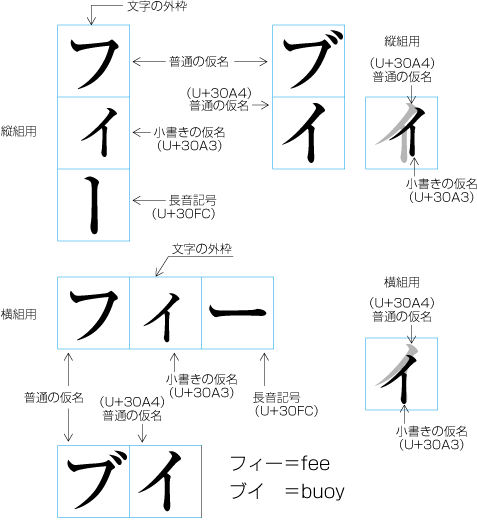 文字の外枠
フ
普通の仮名
ブ
縦組用
(U+30A4)
普通の仮名
(U+30A4)
普通の仮名
縦組用
ィ
小書きの仮名
(U+30A3)
イ
イ
ィ
小書きの仮名
(U+30A3)
ー
長音記号
(U+30FC)
文字の外枠
横組用
フィー
横組用
(U+30A4)
普通の仮名
イ
ィ
小書きの仮名
(U+30A3)
普通の仮名
(U+30A4)
普通の仮名
小書きの仮名
(U+30A3)
長音記号
(U+30FC)
ブイ
フィー=fee
ブイ =buoy